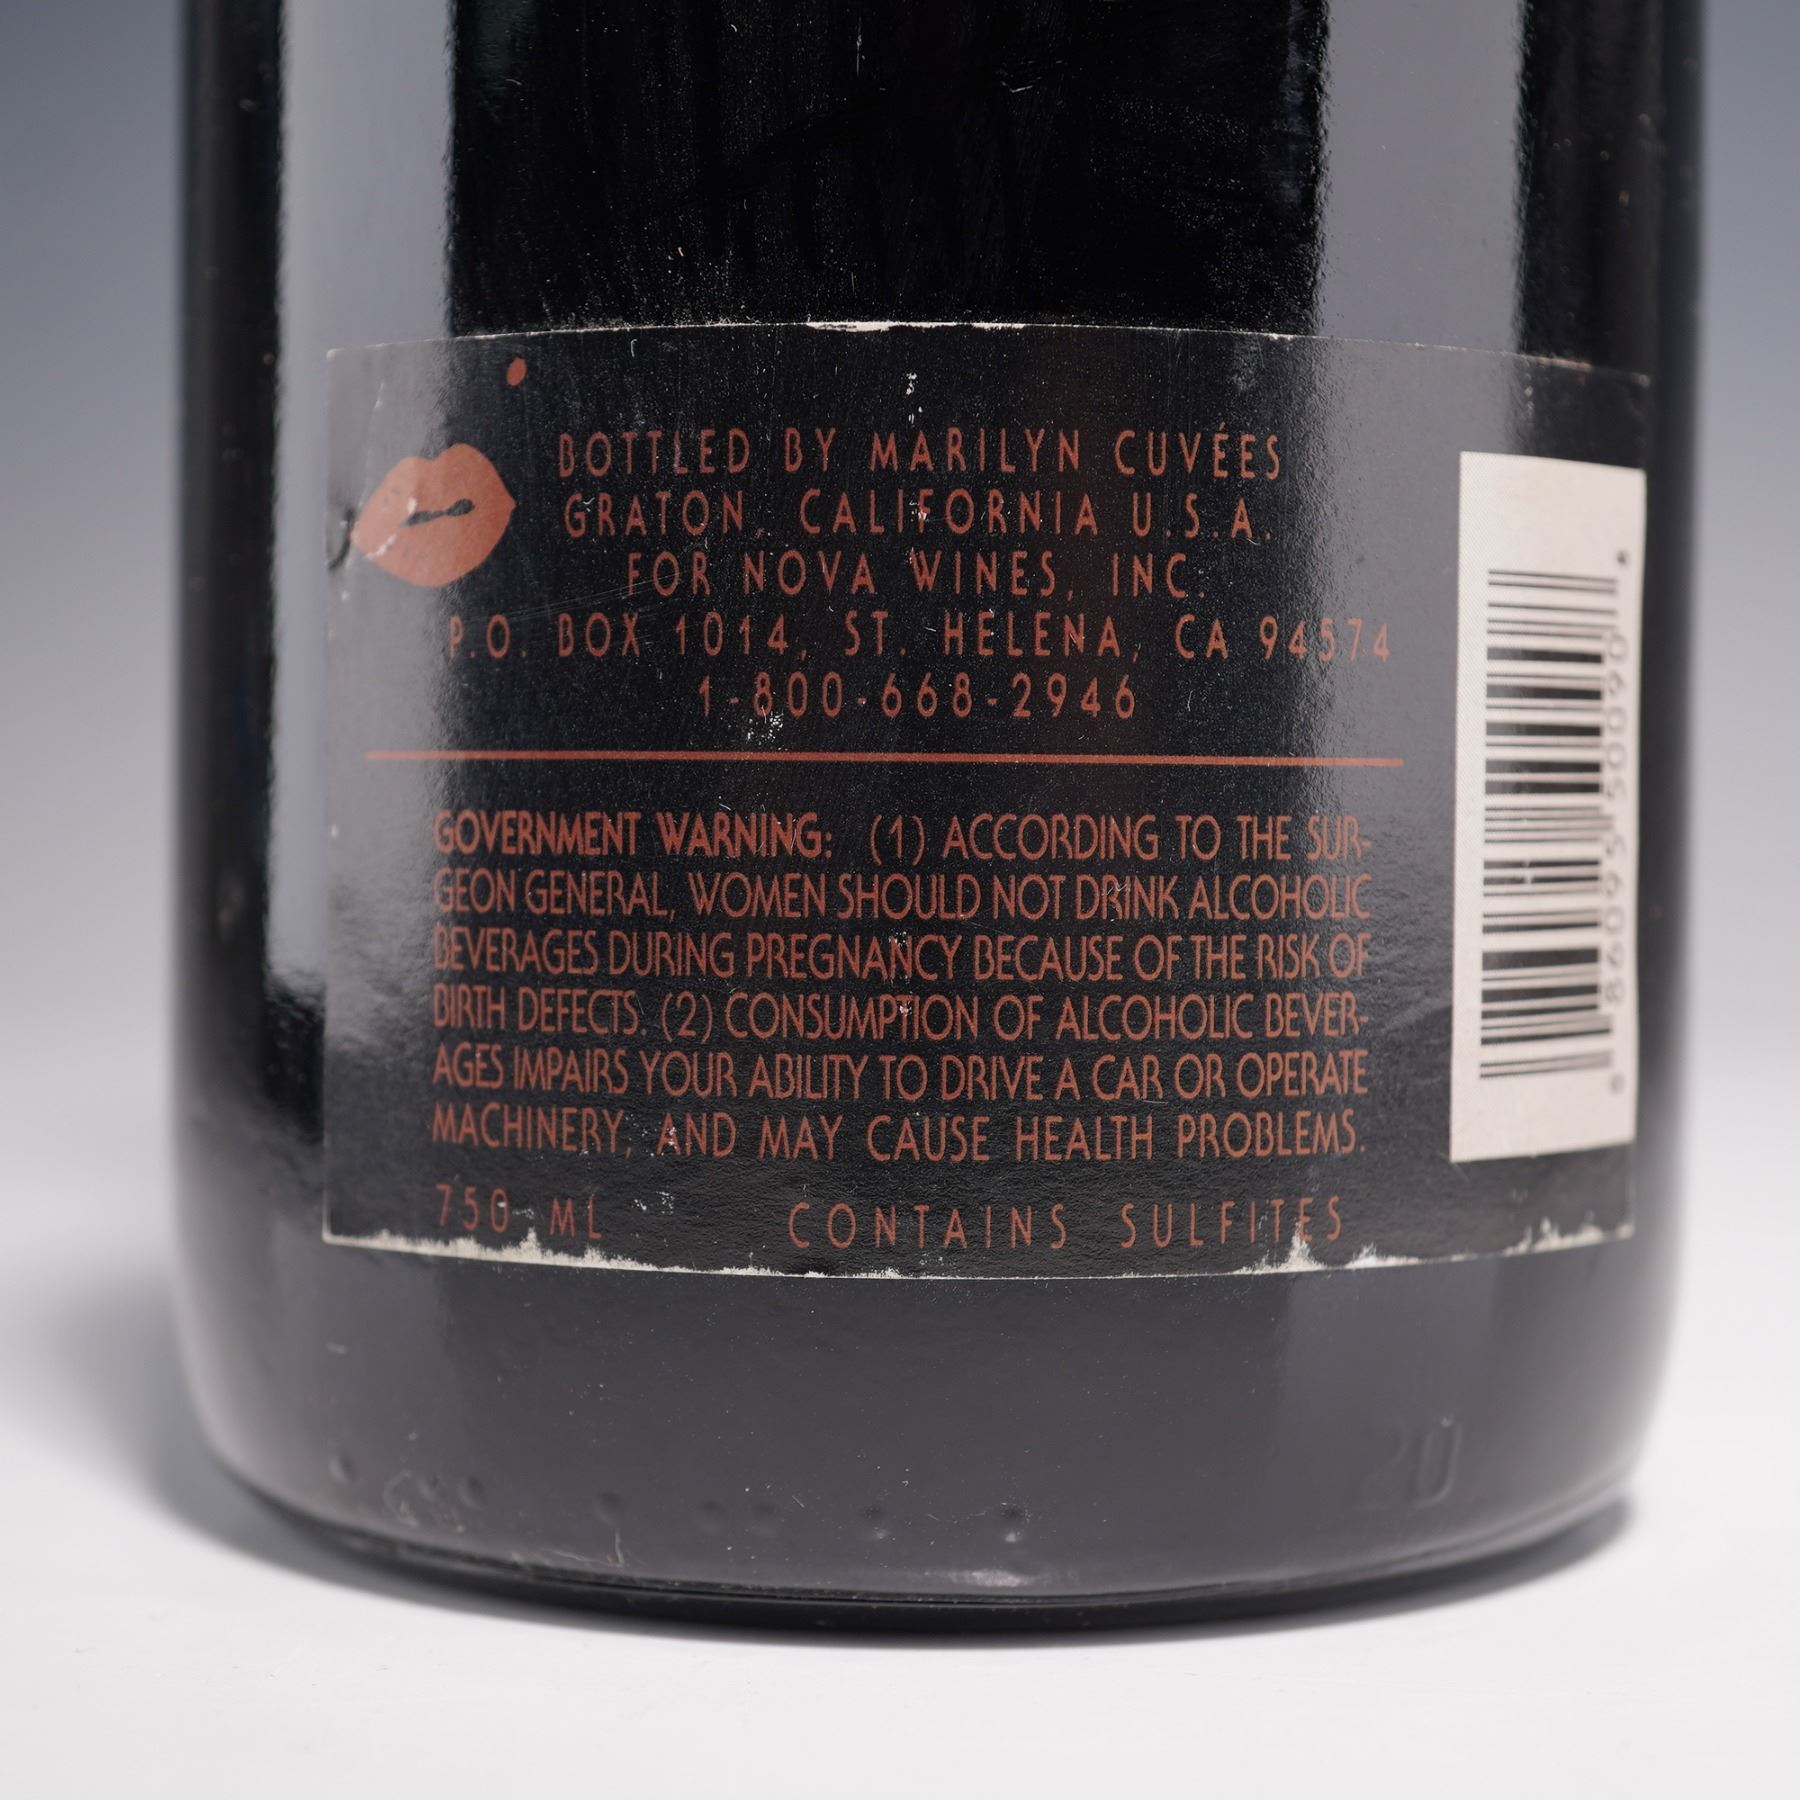 BOTTLED BY MARILYN CUVÉES
GRATON, CALIFORNIA U.S.A.
FOR NOVA WINES, INC.
P.O. BOX 1014, ST. HELENA, CA 94574
1-800-668-2946
GOVERNMENT WARNING: (1) ACCORDING TO THE SUR-
GEON GENERAL, WOMEN SHOULD NOT DRINK ALCOHOLIC
BEVERAGES DURING PREGNANCY BECAUSE OF THE RISK OF
BIRTH DEFECTS. (2) CONSUMPTION OF ALCOHOLIC BEVER-
AGES IMPAIRS YOUR ABILITY TO DRIVE A CAR OR OPERATE
MACHINERY, AND MAY CAUSE HEALTH PROBLEMS.
750 ML CONTAINS SULFITES
20